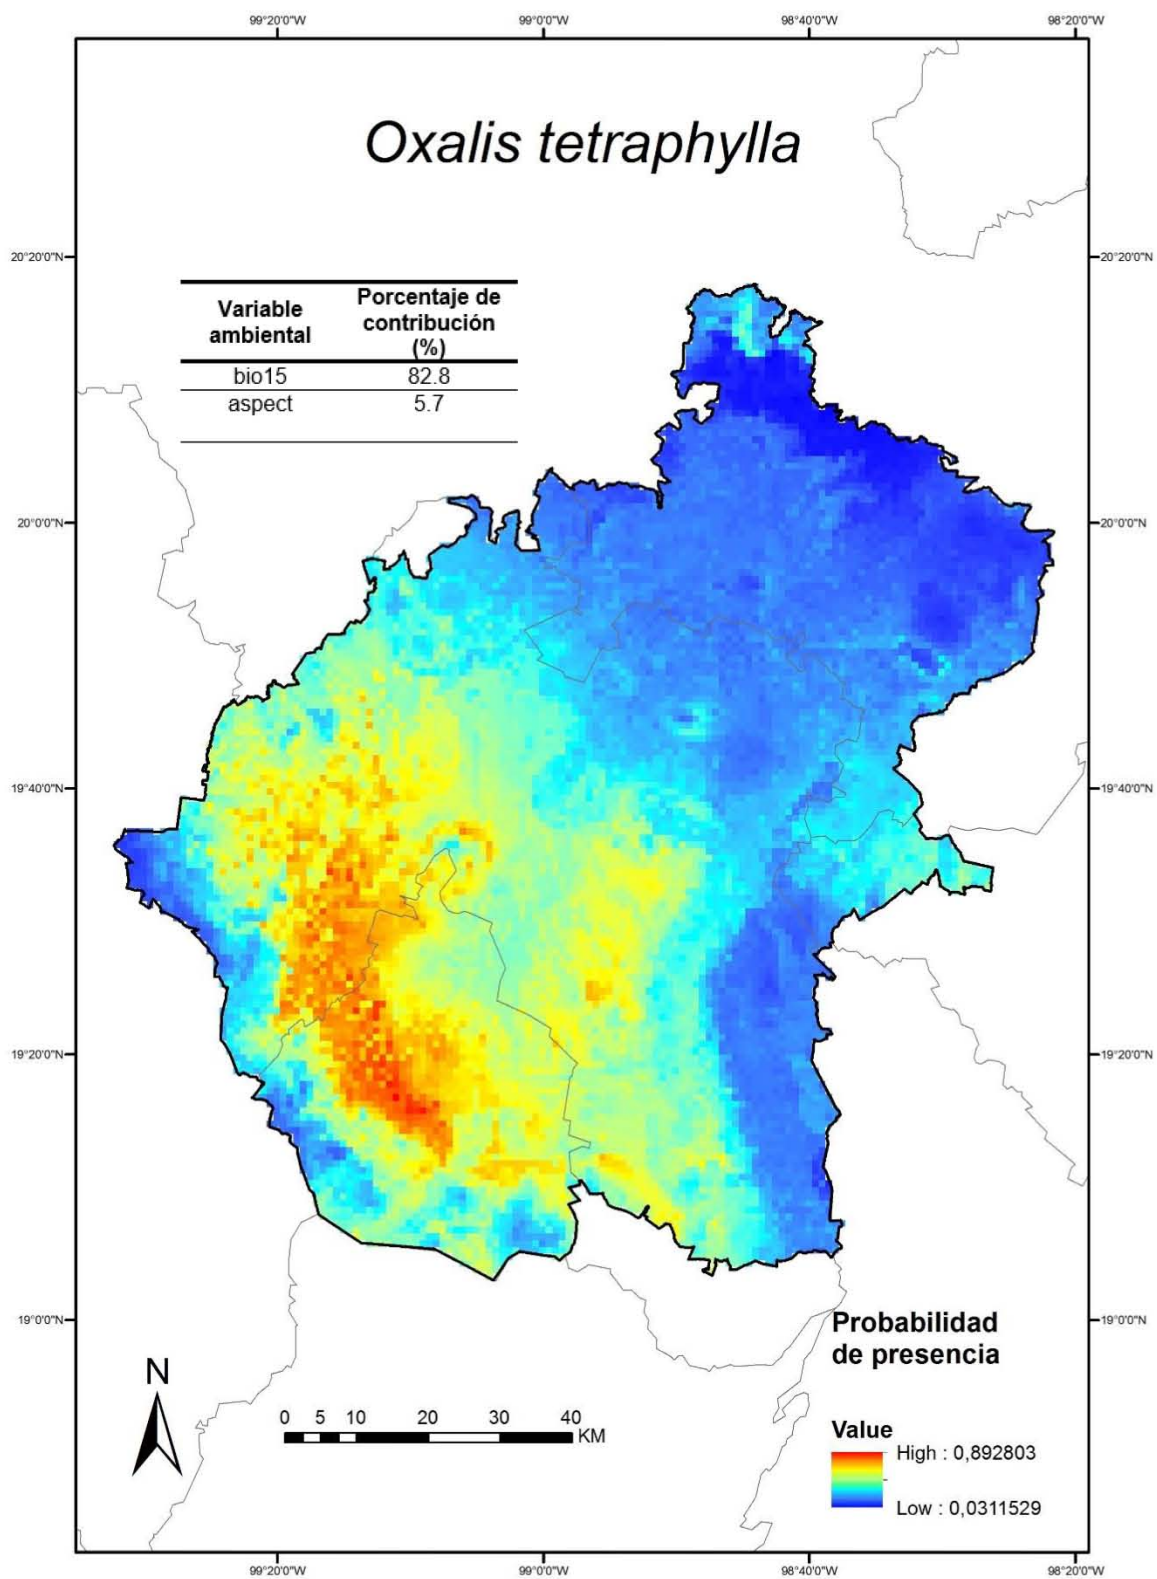 99°20'0"W 99°0'0"W 98°40'0"W 98°20'0"W
Oxalis tetraphylla
20°20'0"N 20°20'0"N
Variable ambiental Porcentaje de contribución (%)
bio15 82.8
aspect 5.7
20°0'0"N 20°0'0"N
19°40'0"N 19°40'0"N
19°20'0"N 19°20'0"N
19°0'0"N 19°0'0"N
Probabilidad
de presencia
N
0 5 10 20 30 40
KM
Value
High : 0,892803
Low : 0,0311529
99°20'0"W 99°0'0"W 98°40'0"W 98°20'0"W